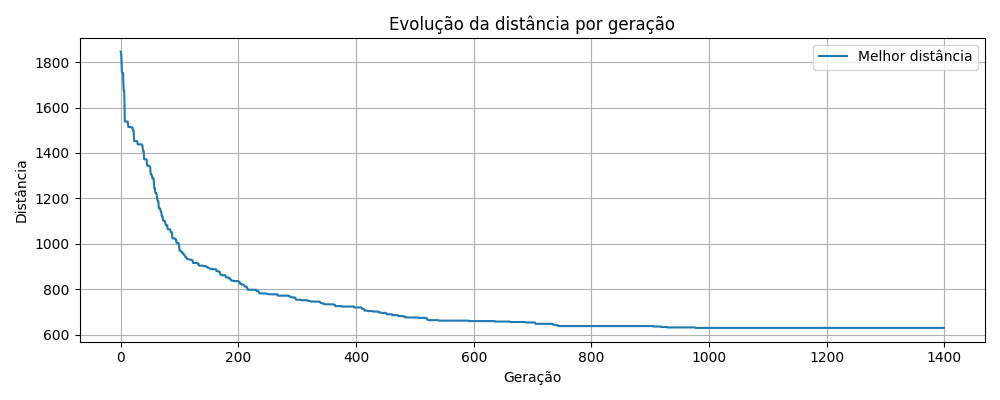 Evolução da distância por geração
Melhor distância
Distância
1800
1600
1400
1200
1000
800
600
0 200 400 600 800 1000 1200 1400
Geração